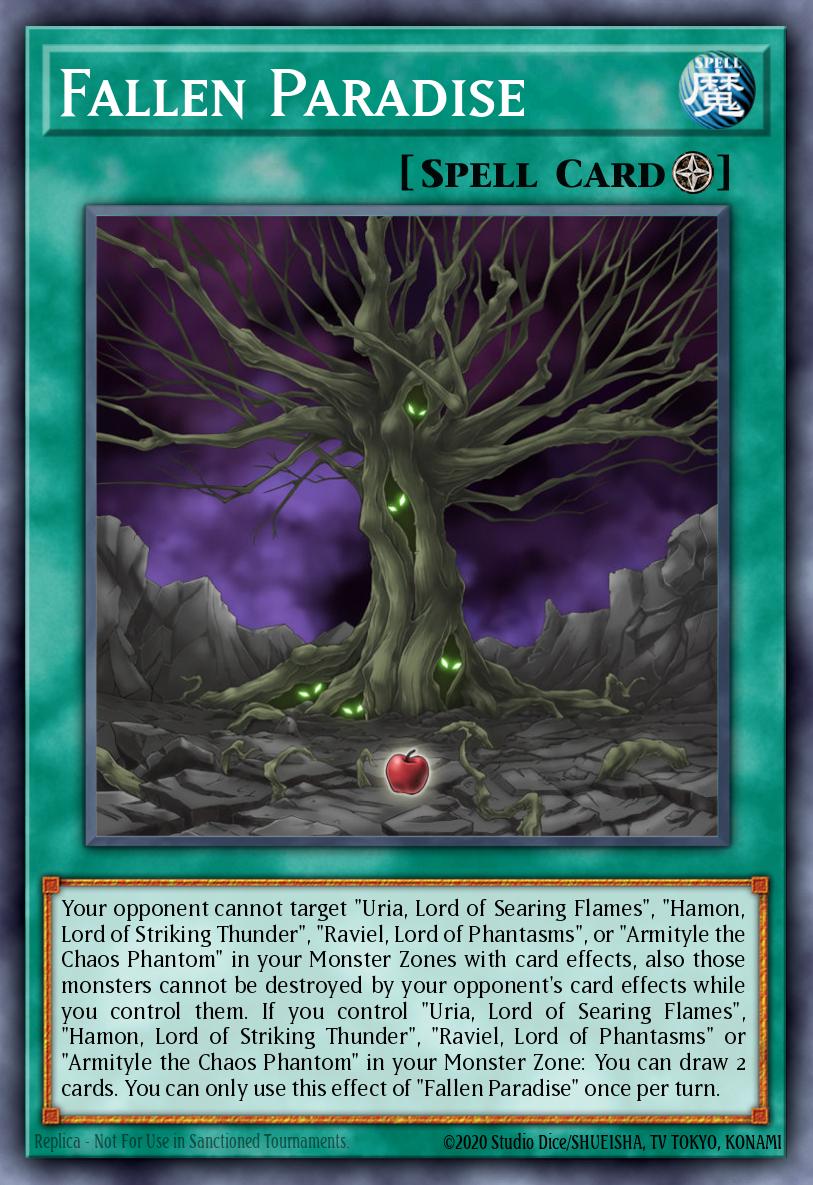 FALLEN PARADISE
SPELL
魔
[SPELL CARD]
Your opponent cannot target "Uria, Lord of Searing Flames", "Hamon,
Lord of Striking Thunder", "Raviel, Lord of Phantasms", or "Armityle the
Chaos Phantom" in your Monster Zones with card effects, also those
monsters cannot be destroyed by your opponent's card effects while
you control them. If you control "Uria, Lord of Searing Flames",
"Hamon, Lord of Striking Thunder", "Raviel, Lord of Phantasms" or
"Armityle the Chaos Phantom" in your Monster Zone: You can draw 2
cards. You can only use this effect of "Fallen Paradise" once per turn.
Replica - Not For Use in Sanctioned Tournaments.
©2020 Studio Dice/SHUEISHA, TV TOKYO, KONAMI